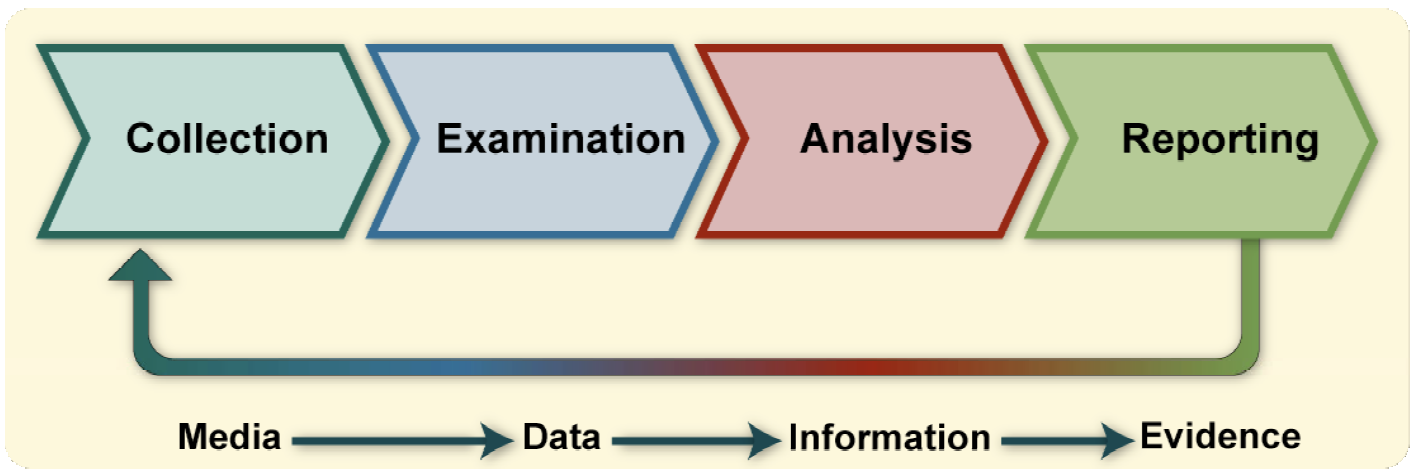 Collection Examination Analysis Reporting
Media Data Information Evidence